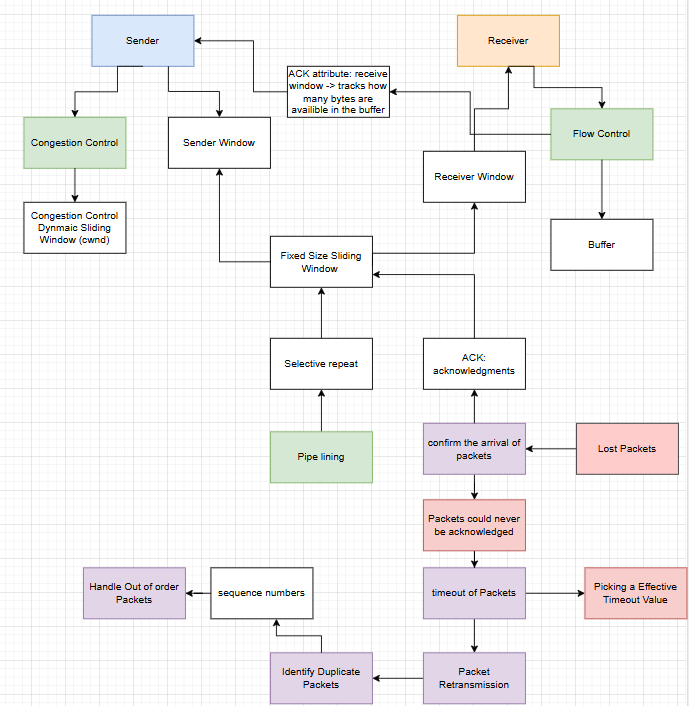 Sender
Receiver
ACK attribute: receive
window -> tracks how
many bytes are
availible in the buffer
Congestion Control
Sender Window
Flow Control
Receiver Window
Congestion Control
Dynmaic Sliding
Window (cwnd)
Buffer
Fixed Size Sliding
Window
Selective repeat
ACK:
acknowledgments
Pipe lining
confirm the arrival of
packets
Lost Packets
Packets could never
be acknowledged
Handle Out of order
Packets
sequence numbers
timeout of Packets
Picking a Effective
Timeout Value
Identify Duplicate
Packets
Packet
Retransmission